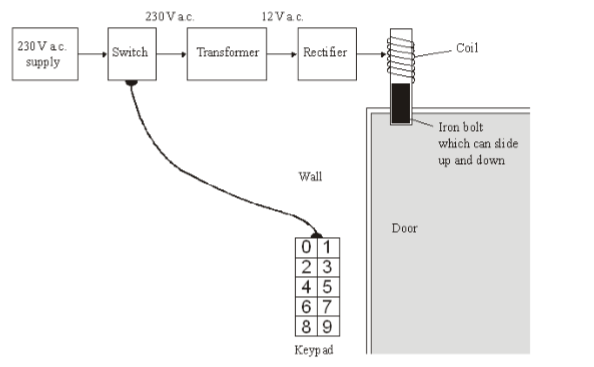 230 V a.c.
12 V a.c.
230 V a.c.
supply
Switch
Transformer
Rectifier
Coil
Iron bolt
which can slide
up and down
Wall
Door
0 1
2 3
4 5
6 7
8 9
Keypad